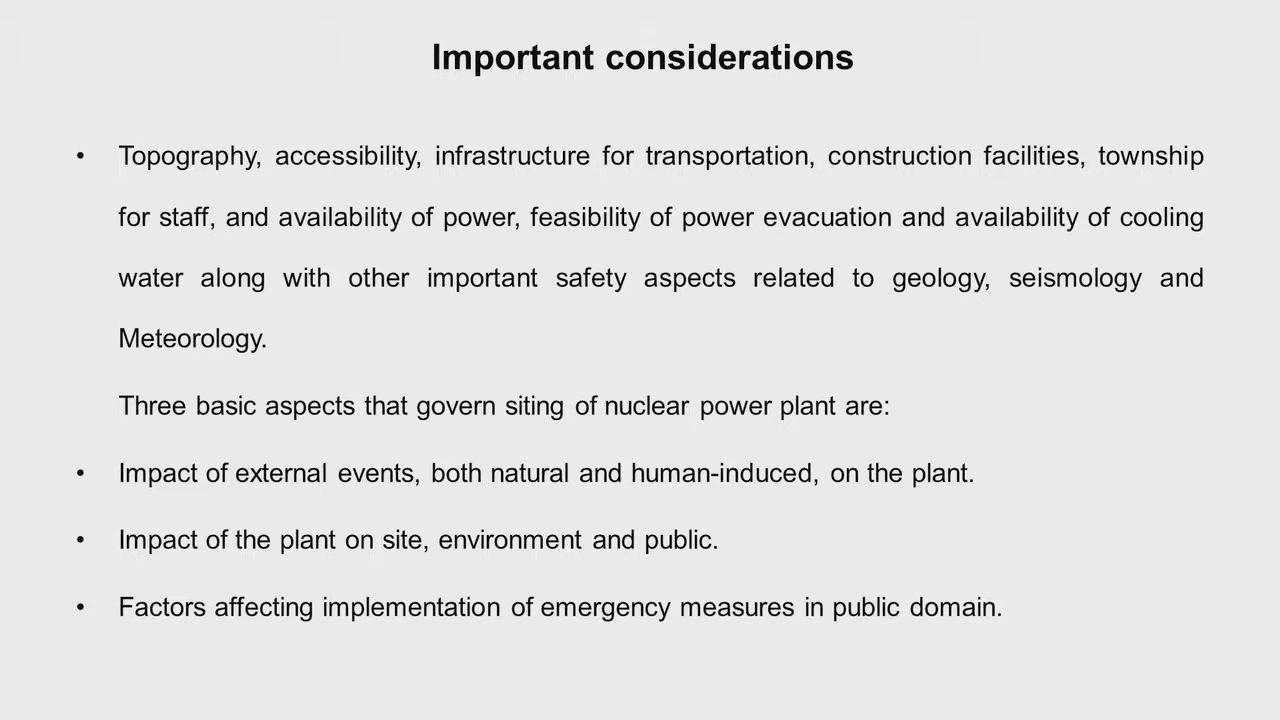 Important considerations
• Topography, accessibility, infrastructure for transportation, construction facilities, township
for staff, and availability of power, feasibility of power evacuation and availability of cooling
water along with other important safety aspects related to geology, seismology and
Meteorology.
Three basic aspects that govern siting of nuclear power plant are:
• Impact of external events, both natural and human-induced, on the plant.
• Impact of the plant on site, environment and public.
• Factors affecting implementation of emergency measures in public domain.